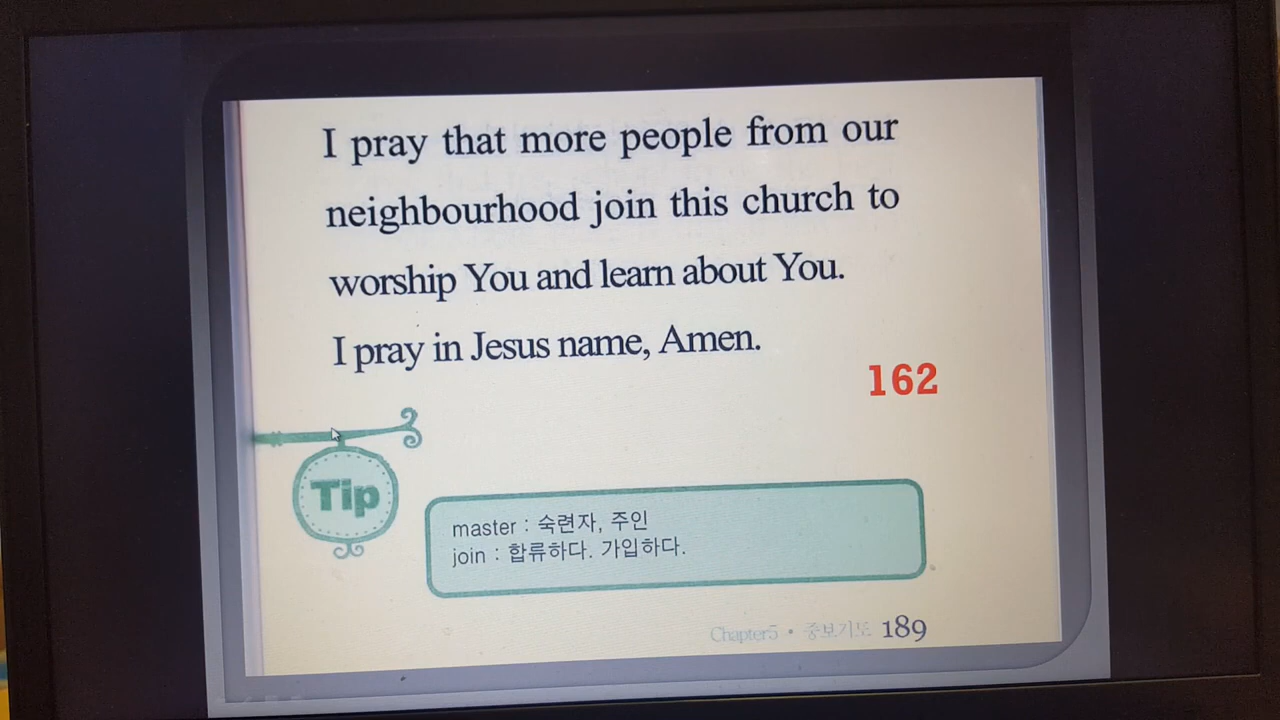 I pray that more people from our
neighbourhood join this church to
worship You and learn about You.
I pray in Jesus name, Amen.
162
Tip
master : 숙련자, 주인
join : 합류하다. 가입하다.
Chapter5 • 중보기도 189